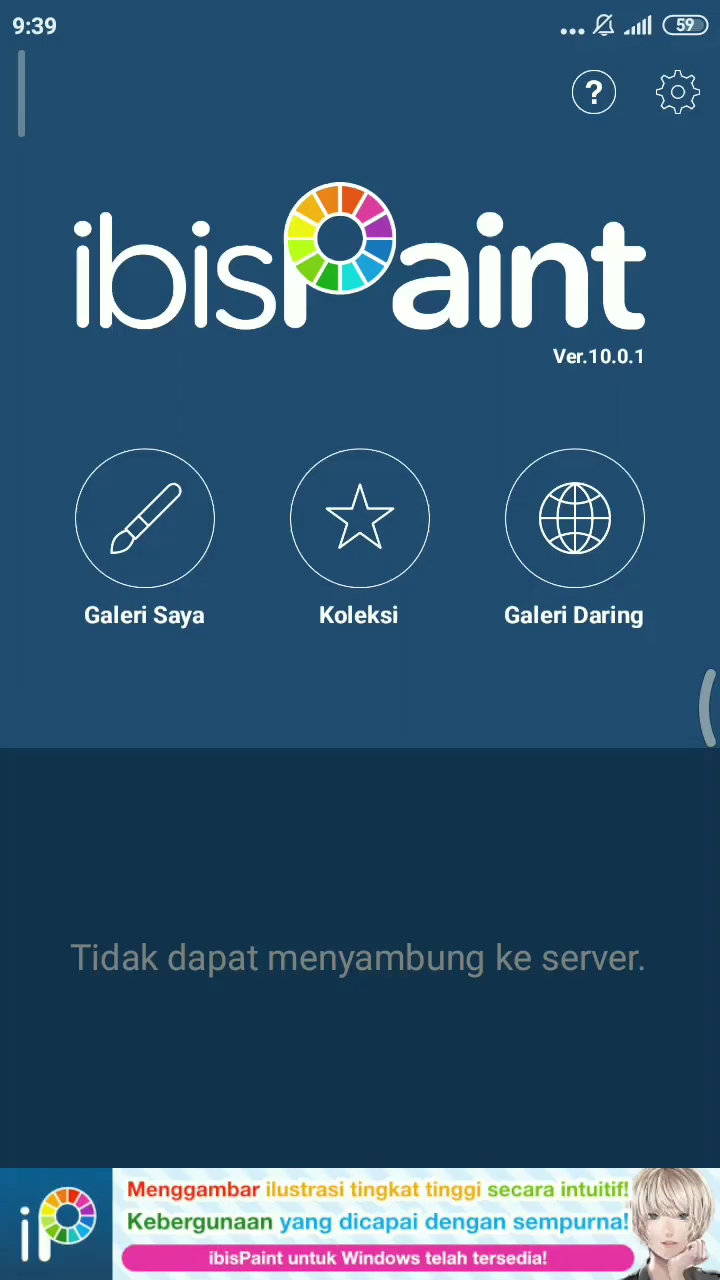 9:39
59
?
ibisPaint
Ver.10.0.1
Galeri Saya
Koleksi
Galeri Daring
Tidak dapat menyambung ke server.
iP
Menggambar ilustrasi tingkat tinggi secara intuitif!
Kebergunaan yang dicapai dengan sempurna!
ibisPaint untuk Windows telah tersedia!